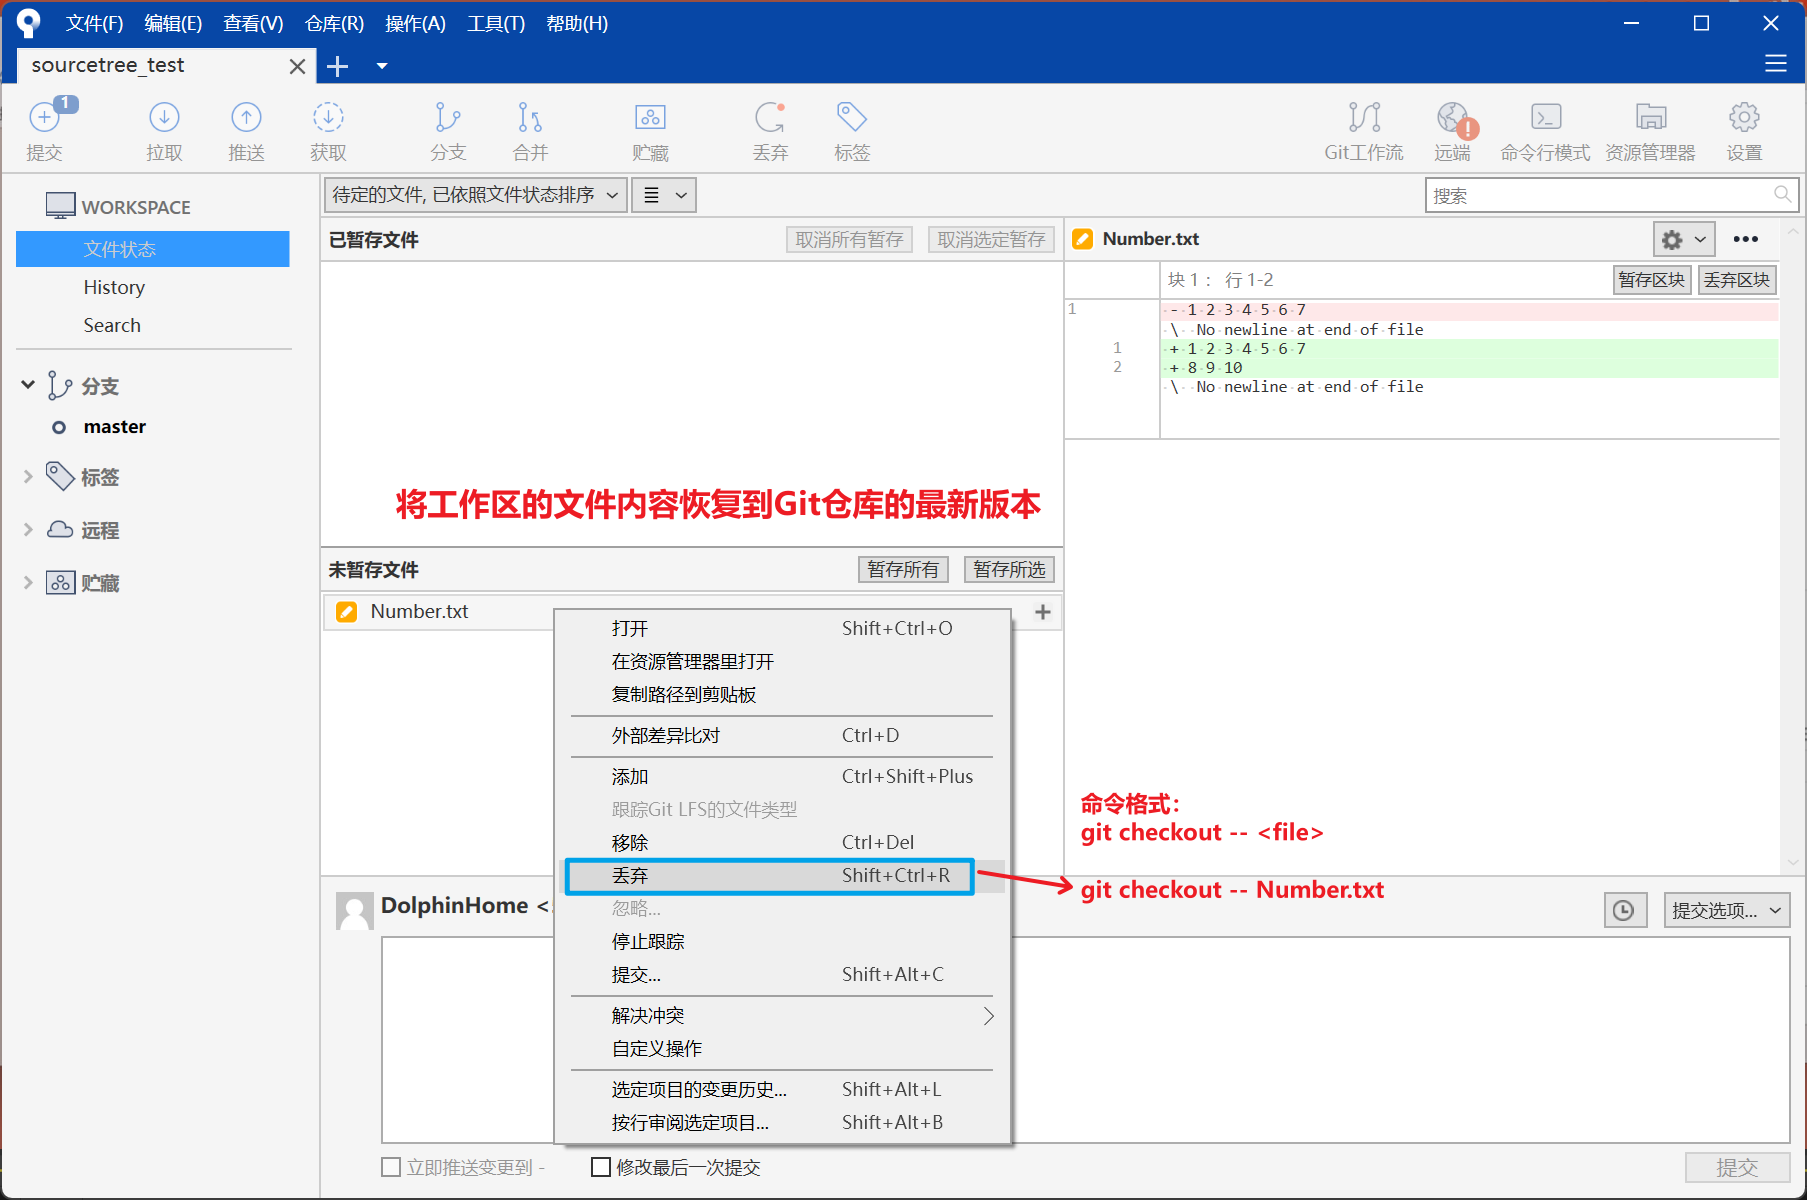 文件(F) 编辑(E) 查看(V) 仓库(R) 操作(A) 工具(T) 帮助(H)
sourcetree_test
1
提交 拉取 推送 获取 分支 合并 贮藏 丢弃 标签 Git工作流 远端 命令行模式 资源管理器 设置
WORKSPACE
文件状态
History
Search
分支
master
标签
远程
贮藏
待定的文件, 已依照文件状态排序
搜索
已暂存文件 取消所有暂存 取消选定暂存
将工作区的文件内容恢复到Git仓库的最新版本
未暂存文件 暂存所有 暂存所选
Number.txt
Number.txt
块 1 : 行 1-2 暂存区块 丢弃区块
1 - 1 2 3 4 5 6 7
\ No newline at end of file
1 + 1 2 3 4 5 6 7
2 + 8 9 10
\ No newline at end of file
打开 Shift+Ctrl+O
在资源管理器里打开
复制路径到剪贴板
外部差异比对 Ctrl+D
添加 Ctrl+Shift+Plus
跟踪Git LFS的文件类型
移除 Ctrl+Del
丢弃 Shift+Ctrl+R
忽略...
停止跟踪
提交... Shift+Alt+C
解决冲突
自定义操作
选定项目的变更历史... Shift+Alt+L
按行审阅选定项目... Shift+Alt+B
命令格式:
git checkout -- <file>
git checkout -- Number.txt
DolphinHome <
提交选项...
立即推送变更到 -
修改最后一次提交
提交